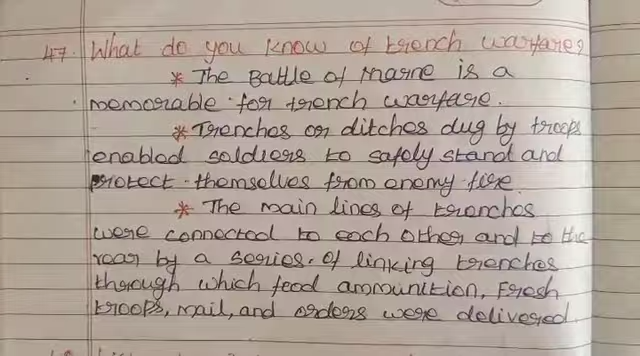 47. What do you know of trench warfare?
* The Battle of Marne is a
memorable for trench warfare.
* Trenches or ditches dug by troops
enabled soldiers to safely stand and
protect themselves from enemy fire.
* The main lines of trenches
were connected to each other and to the
rear by a series of linking trenches
through which food ammunition, Fresh
troops, mail, and orders were delivered.